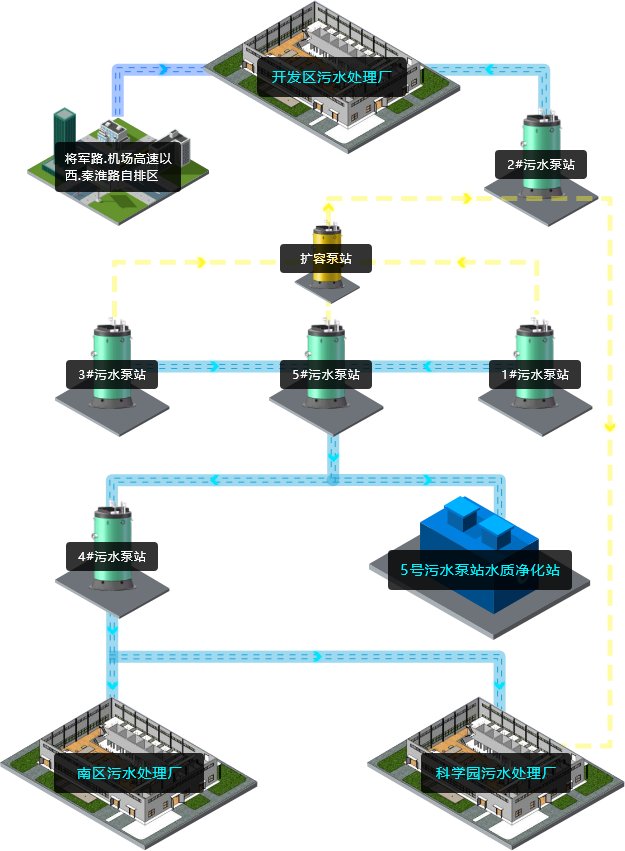 开发区污水处理厂
将军路.机场高速以
西.秦淮路自排区
2#污水泵站
扩容泵站
3#污水泵站
5#污水泵站
1#污水泵站
4#污水泵站
5号污水泵站水质净化站
南区污水处理厂
科学园污水处理厂